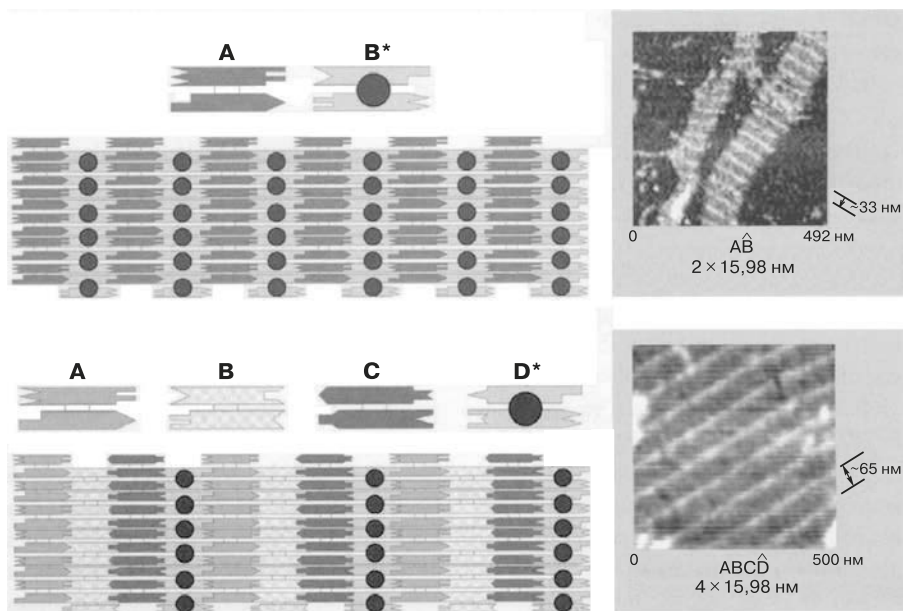 A B*
~33 нм
0 492 нм
AB̂
2 × 15,98 нм
A B C D*
~65 нм
0 500 нм
ABCD̂
4 × 15,98 нм